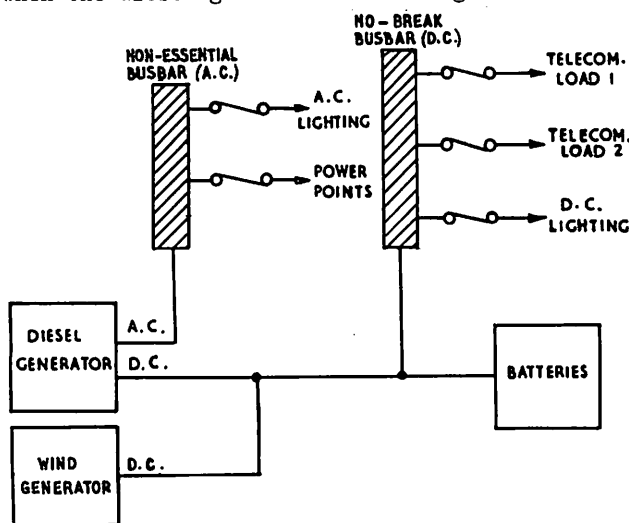 NO-BREAK
BUSBAR (D.C.)
NON-ESSENTIAL
BUSBAR (A.C.)
TELECOM.
LOAD 1
A.C.
LIGHTING
TELECOM.
LOAD 2
POWER
POINTS
D.C.
LIGHTING
DIESEL
GENERATOR
A.C.
D.C.
BATTERIES
WIND
GENERATOR
D.C.